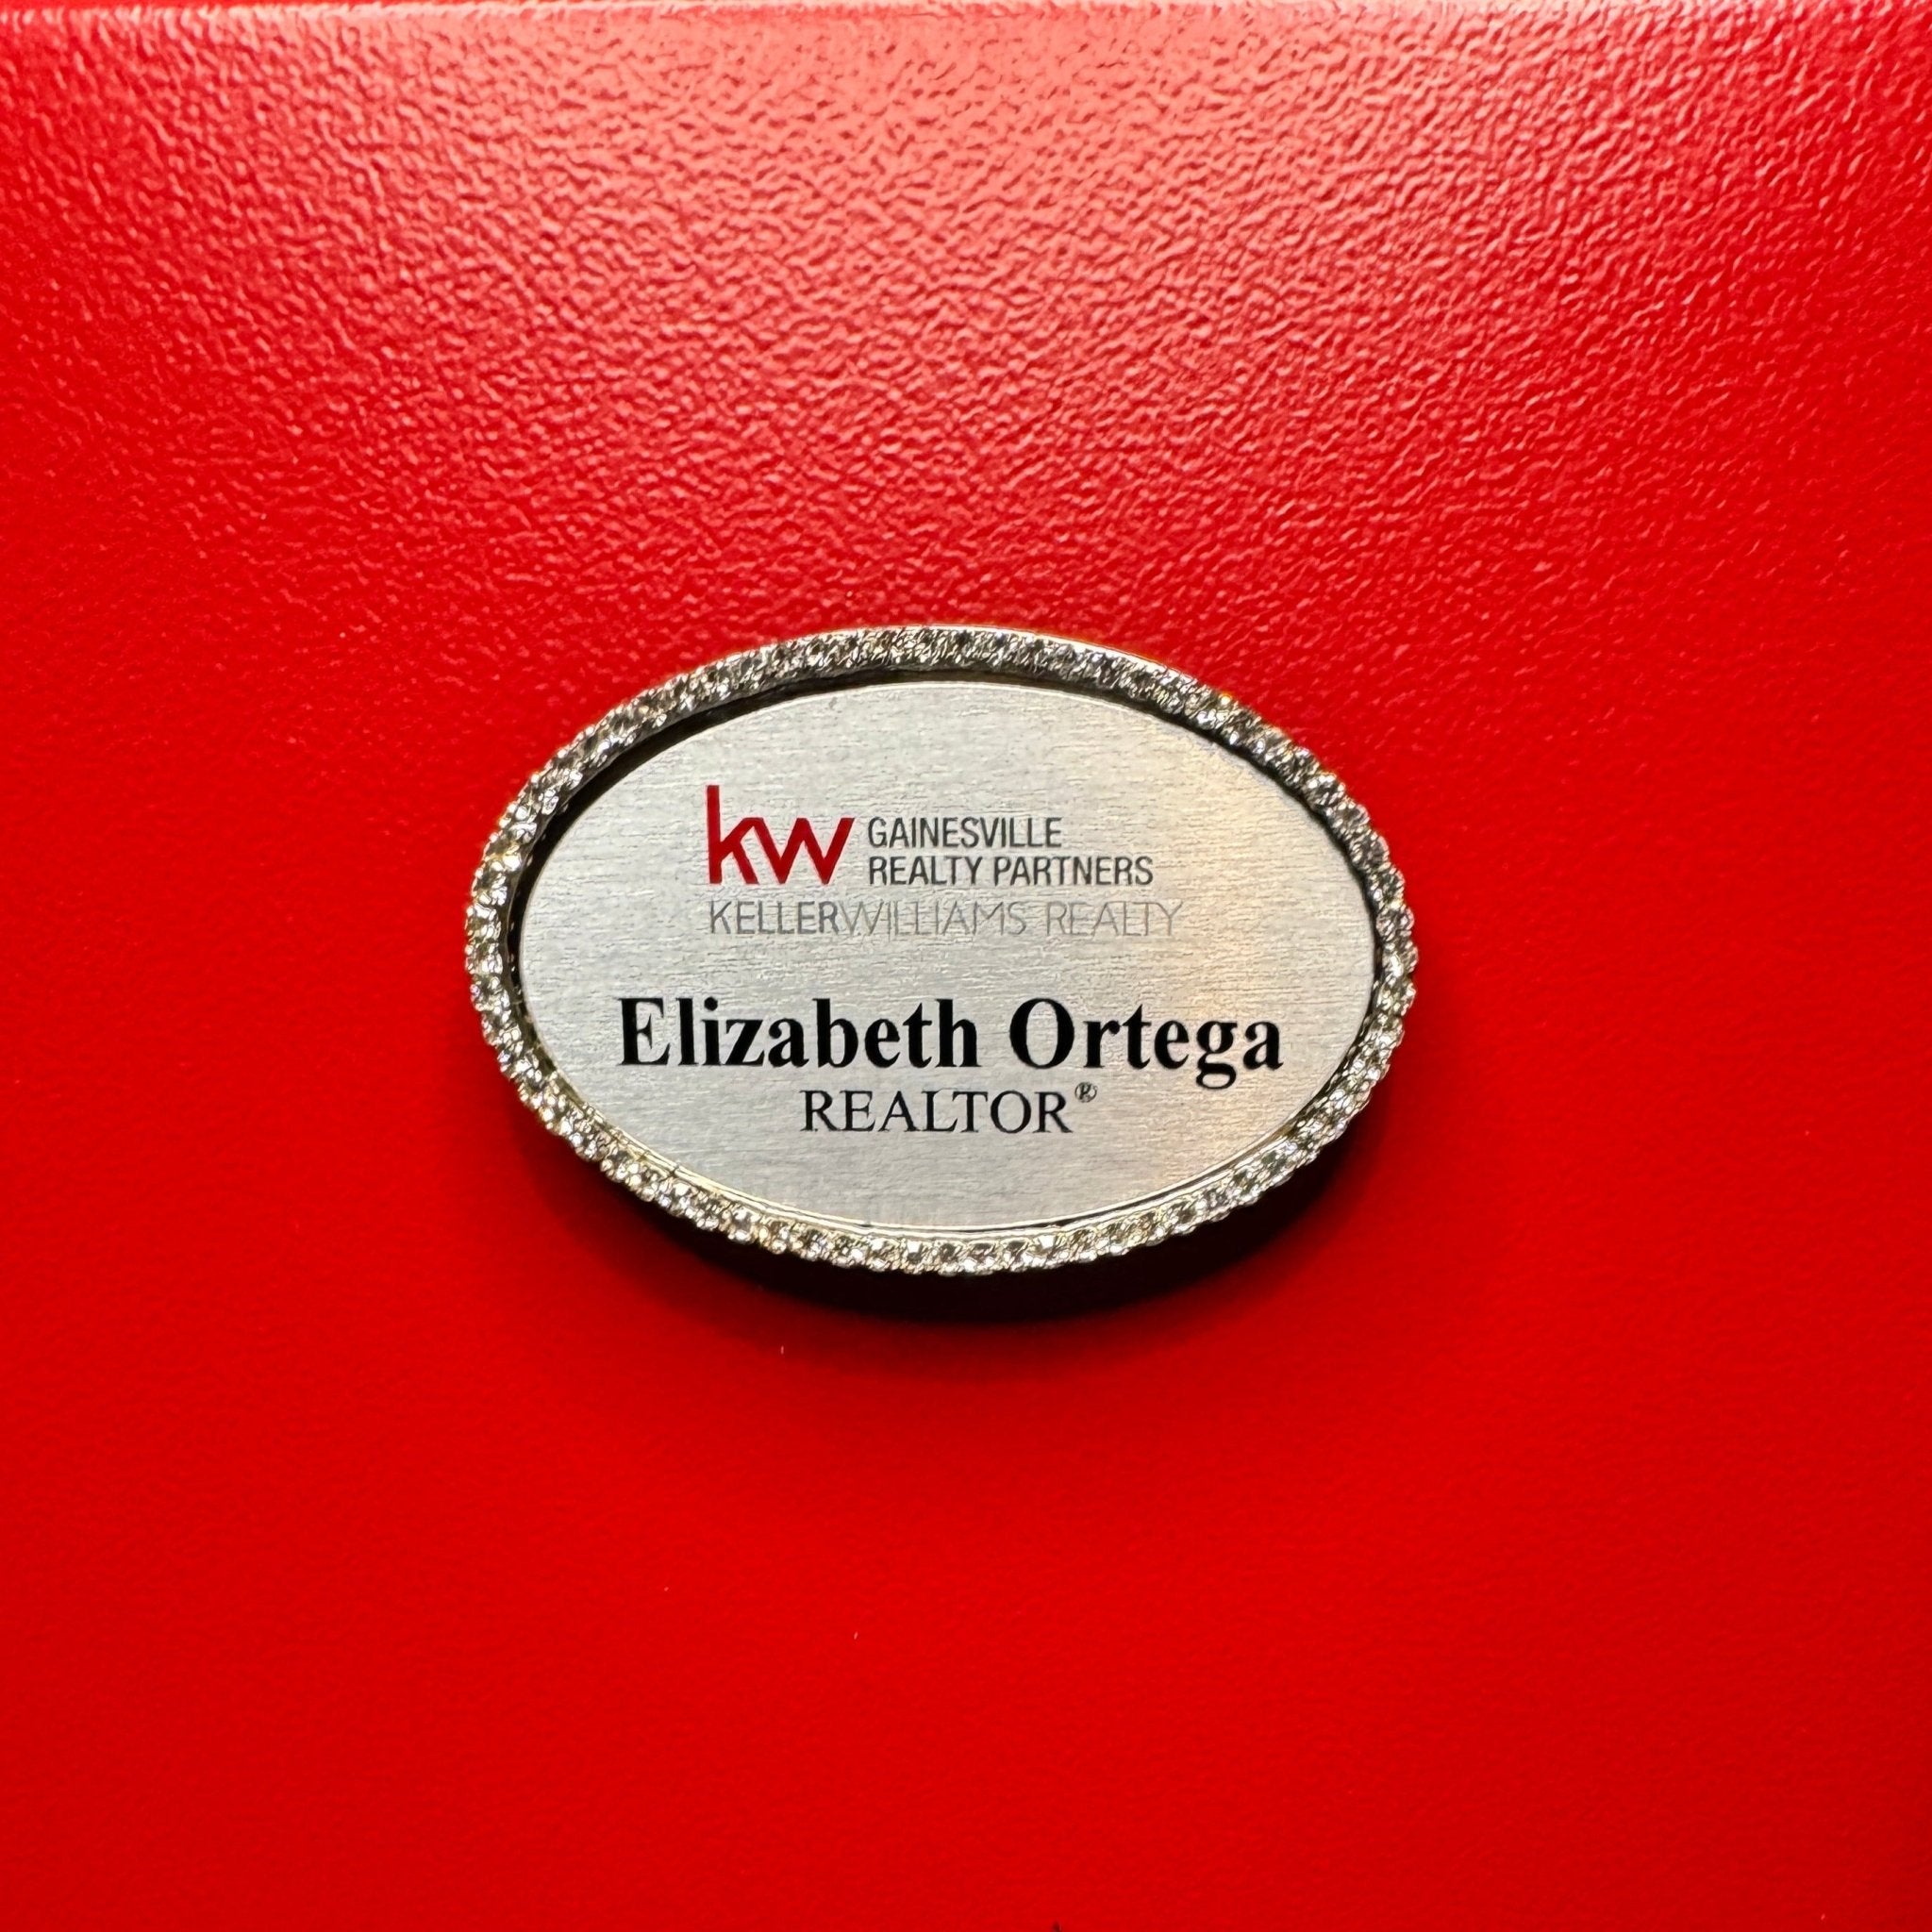 kw GAINESVILLE
REALTY PARTNERS
KELLERWILLIAMS REALTY
Elizabeth Ortega
REALTOR®